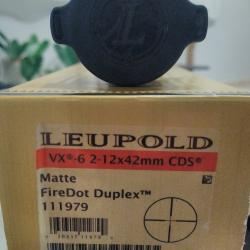 L
LEUPOLD
VX®-6 2-12x42mm CDS®
Matte
FireDot Duplex™
111979